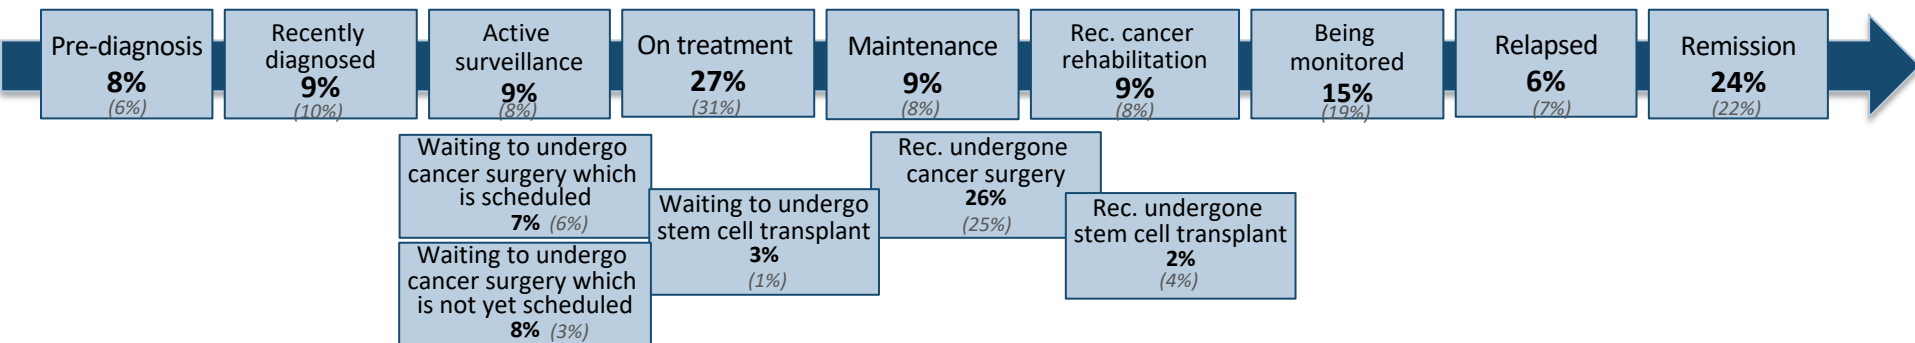 Pre-diagnosis
8%
(6%)
Recently
diagnosed
9%
(10%)
Active
surveillance
9%
(8%)
On treatment
27%
(31%)
Maintenance
9%
(8%)
Rec. cancer
rehabilitation
9%
(8%)
Being
monitored
15%
(19%)
Relapsed
6%
(7%)
Remission
24%
(22%)
Waiting to undergo
cancer surgery which
is scheduled
7% (6%)
Waiting to undergo
cancer surgery which
is not yet scheduled
8% (3%)
Waiting to undergo
stem cell transplant
3%
(1%)
Rec. undergone
cancer surgery
26%
(25%)
Rec. undergone
stem cell transplant
2%
(4%)